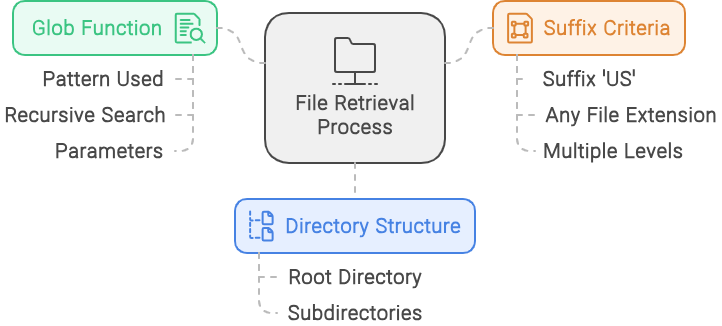 Glob Function
Pattern Used
Recursive Search
Parameters
File Retrieval
Process
Suffix Criteria
Suffix 'US'
Any File Extension
Multiple Levels
Directory Structure
Root Directory
Subdirectories